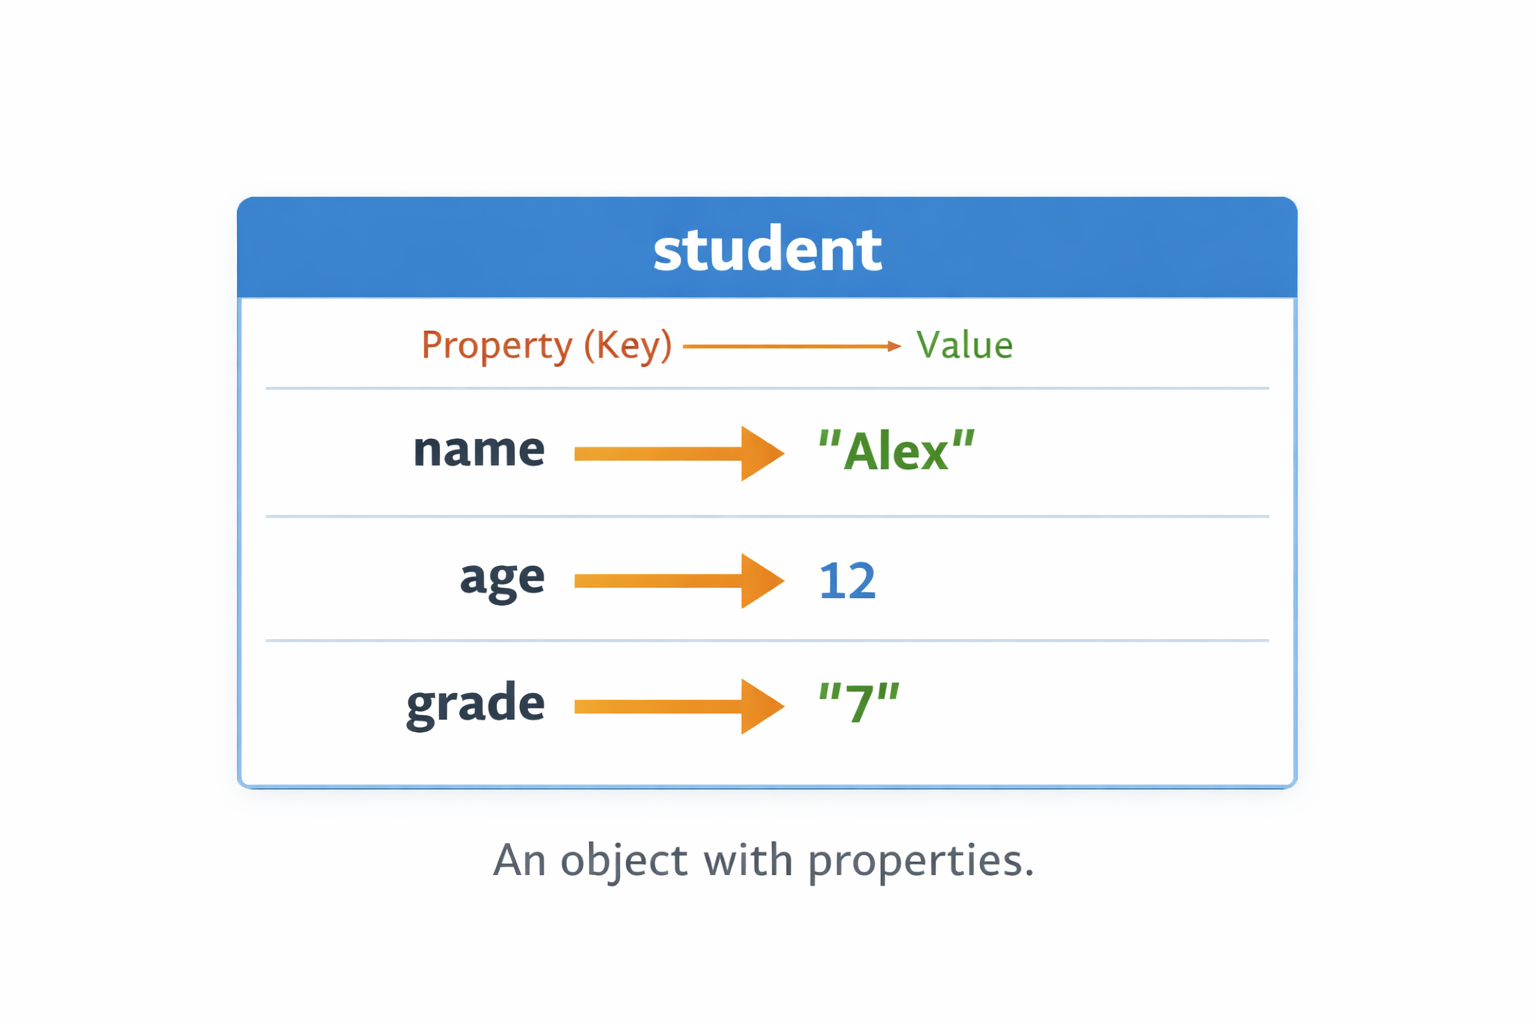 student
Property (Key) Value
name "Alex"
age 12
grade "7"
An object with properties.